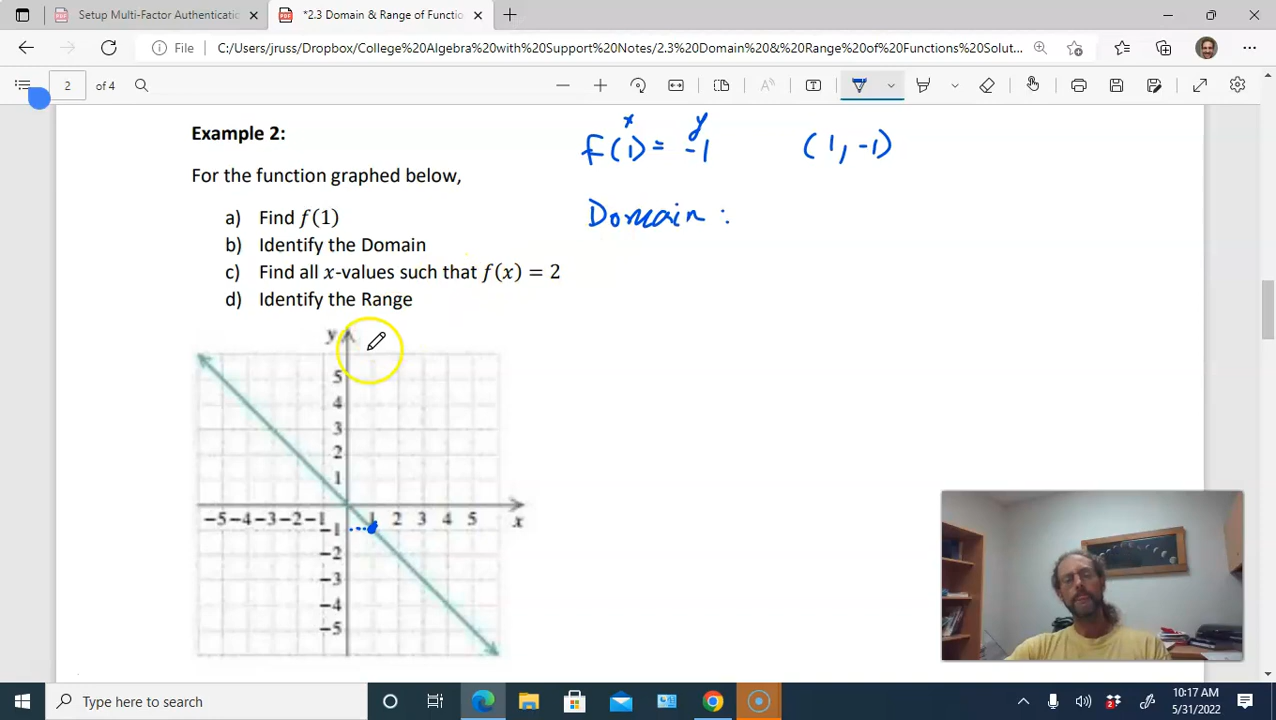 Setup Multi-Factor Authenticatio
*2.3 Domain & Range of Functio
File
C:/Users/jruss/Dropbox/College%20Algebra%20with%20Support%20Notes/2.3%20Domain%20&%20Range%20of%20Functions%20Solut...
2 of 4
Example 2:
x y
f(1) = -1 (1, -1)
For the function graphed below,
Domain :
a) Find f(1)
b) Identify the Domain
c) Find all x-values such that f(x) = 2
d) Identify the Range
y
5
4
3
2
1
-5 -4 -3 -2 -1 1 2 3 4 5 x
-1
-2
-3
-4
-5
Type here to search
10:17 AM
5/31/2022